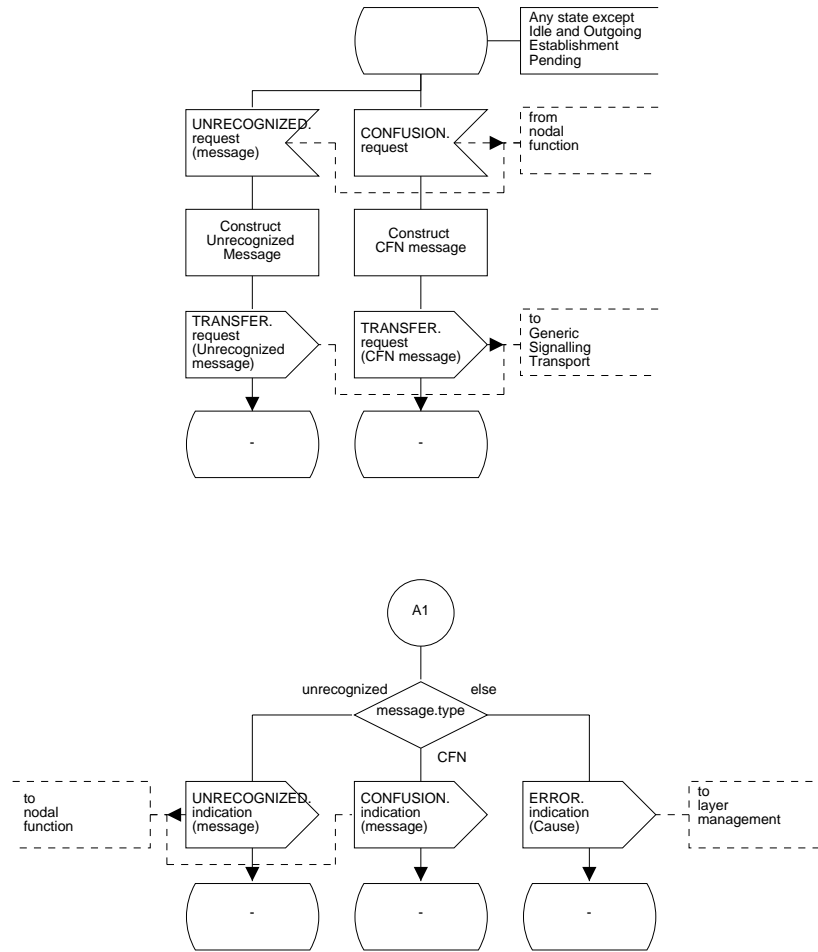 Any state except
Idle and Outgoing
Establishment
Pending
UNRECOGNIZED.
request
(message)
CONFUSION.
request
from
nodal
function
Construct
Unrecognized
Message
Construct
CFN message
TRANSFER.
request
(Unrecognized
message)
TRANSFER.
request
(CFN message)
to
Generic
Signalling
Transport
-
-
A1
unrecognized
else
message.type
CFN
to
nodal
function
UNRECOGNIZED.
indication
(message)
CONFUSION.
indication
(message)
ERROR.
indication
(Cause)
to
layer
management
-
-
-